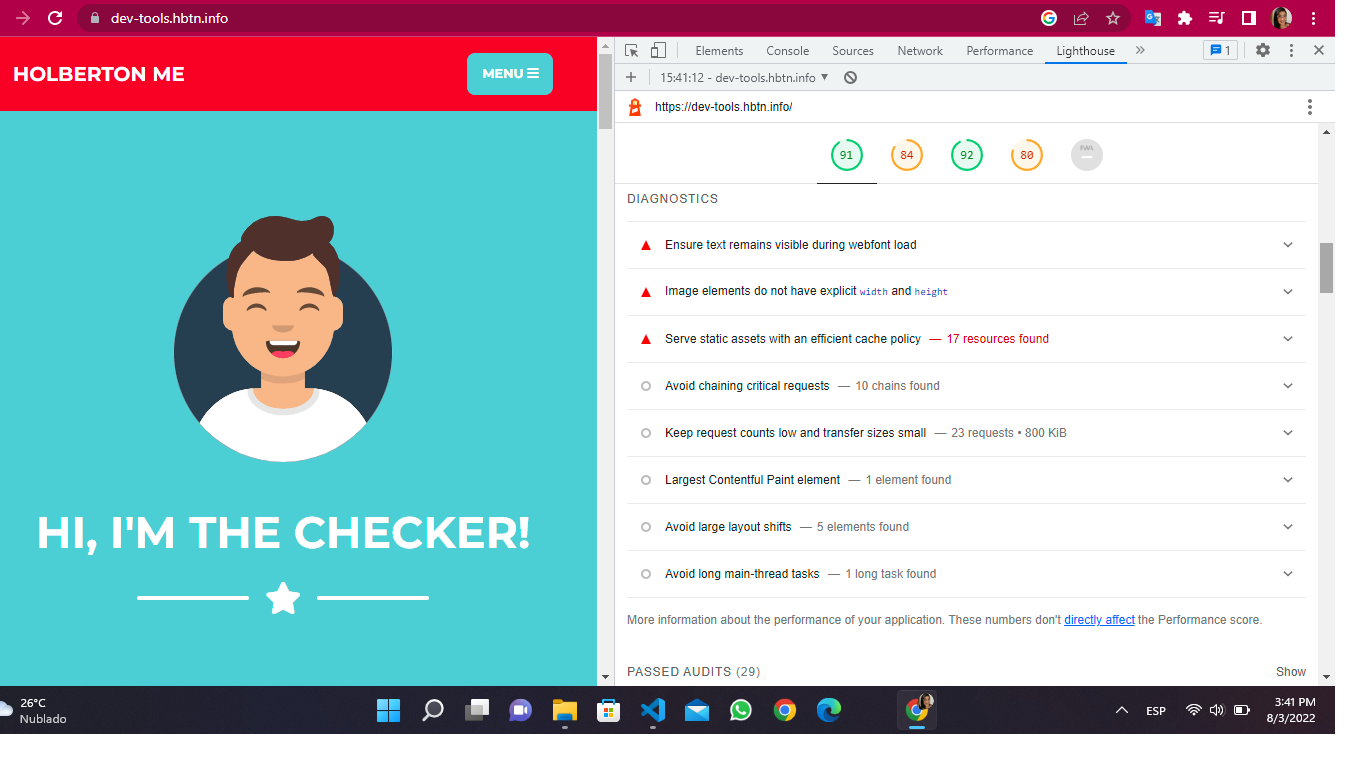 dev-tools.hbtn.info
HOLBERTON ME
MENU
HI, I'M THE CHECKER!
Elements Console Sources Network Performance Lighthouse » 1
15:41:12 - dev-tools.hbtn.info
https://dev-tools.hbtn.info/
91 84 92 80 PWA
DIAGNOSTICS
Ensure text remains visible during webfont load
Image elements do not have explicit width and height
Serve static assets with an efficient cache policy — 17 resources found
Avoid chaining critical requests — 10 chains found
Keep request counts low and transfer sizes small — 23 requests • 800 KiB
Largest Contentful Paint element — 1 element found
Avoid large layout shifts — 5 elements found
Avoid long main-thread tasks — 1 long task found
More information about the performance of your application. These numbers don't directly affect the Performance score.
PASSED AUDITS (29) Show
26°C
Nublado
ESP
3:41 PM
8/3/2022